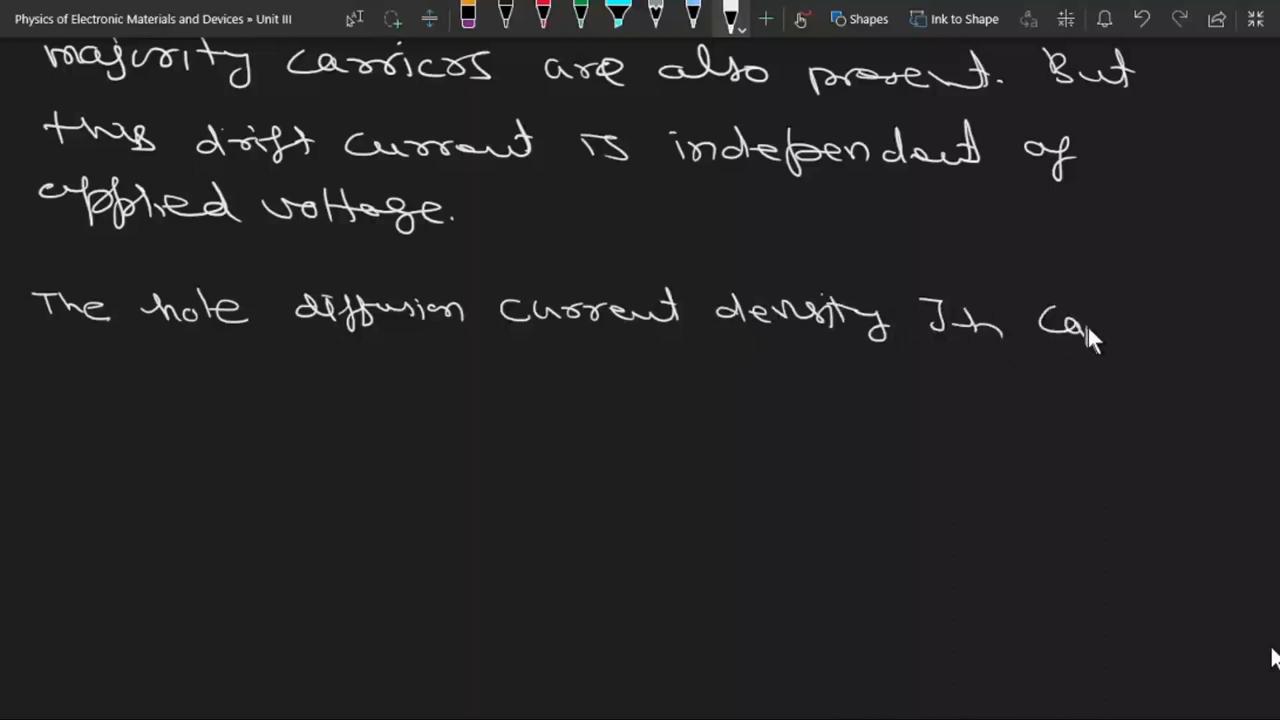 Physics of Electronic Materials and Devices » Unit III Shapes Ink to Shape
majority carriers are also present. But
this drift current is independent of
applied voltage.
The hole diffusion current density Jh ca